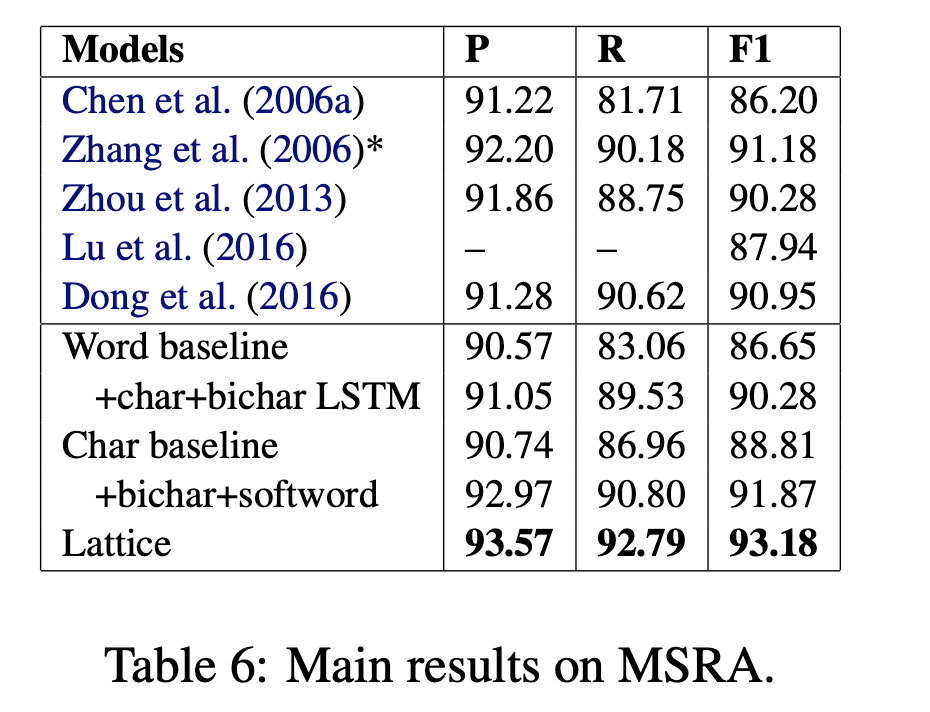 Models P R F1
Chen et al. (2006a) 91.22 81.71 86.20
Zhang et al. (2006)* 92.20 90.18 91.18
Zhou et al. (2013) 91.86 88.75 90.28
Lu et al. (2016) – – 87.94
Dong et al. (2016) 91.28 90.62 90.95
Word baseline 90.57 83.06 86.65
+char+bichar LSTM 91.05 89.53 90.28
Char baseline 90.74 86.96 88.81
+bichar+softword 92.97 90.80 91.87
Lattice 93.57 92.79 93.18
Table 6: Main results on MSRA.